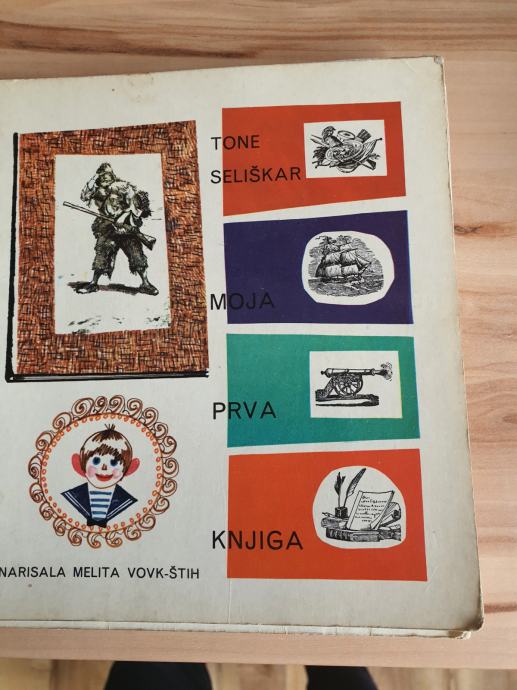 TONE
SELIŠKAR
MOJA
PRVA
KNJIGA
NARISALA MELITA VOVK-ŠTIH